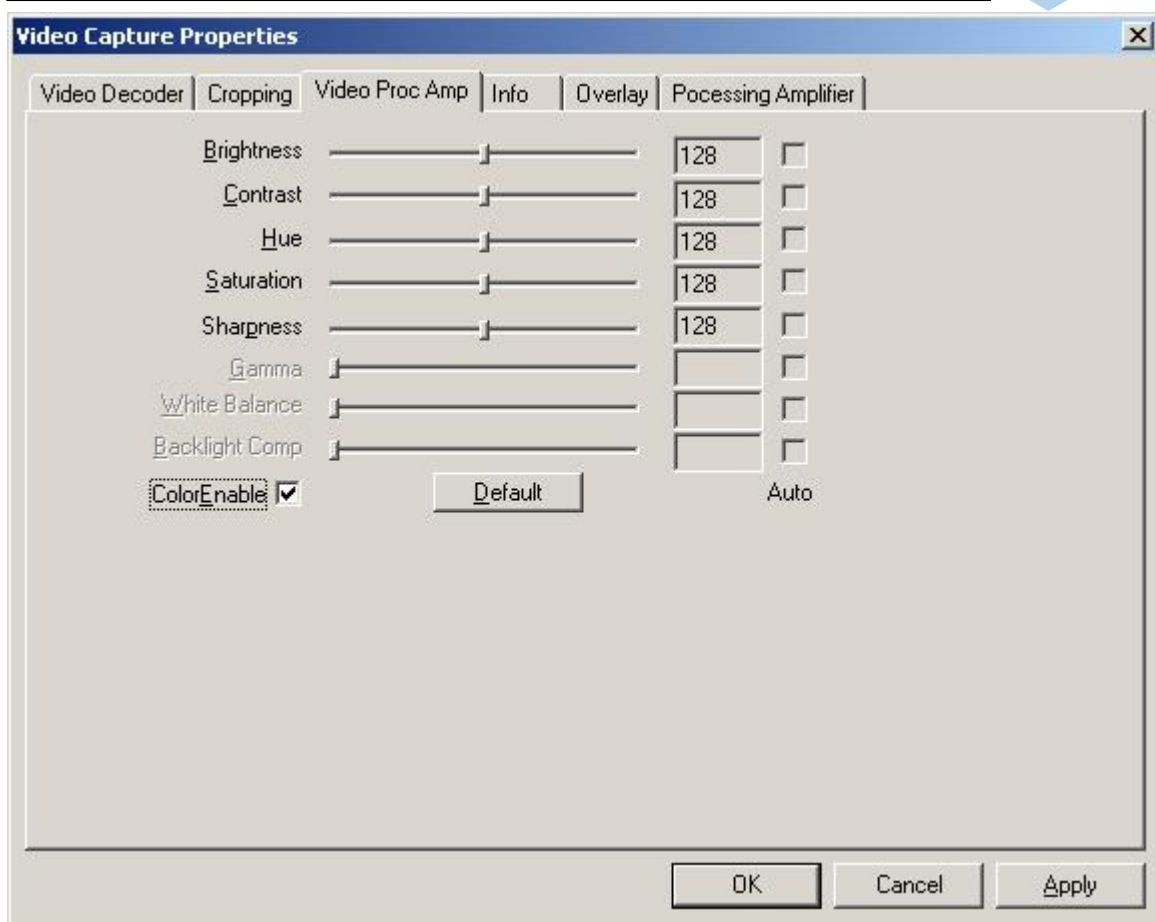 Video Capture Properties
Video Decoder Cropping Video Proc Amp Info Overlay Pocessing Amplifier
Brightness 128
Contrast 128
Hue 128
Saturation 128
Sharpness 128
Gamma
White Balance
Backlight Comp
ColorEnable Default Auto
OK Cancel Apply